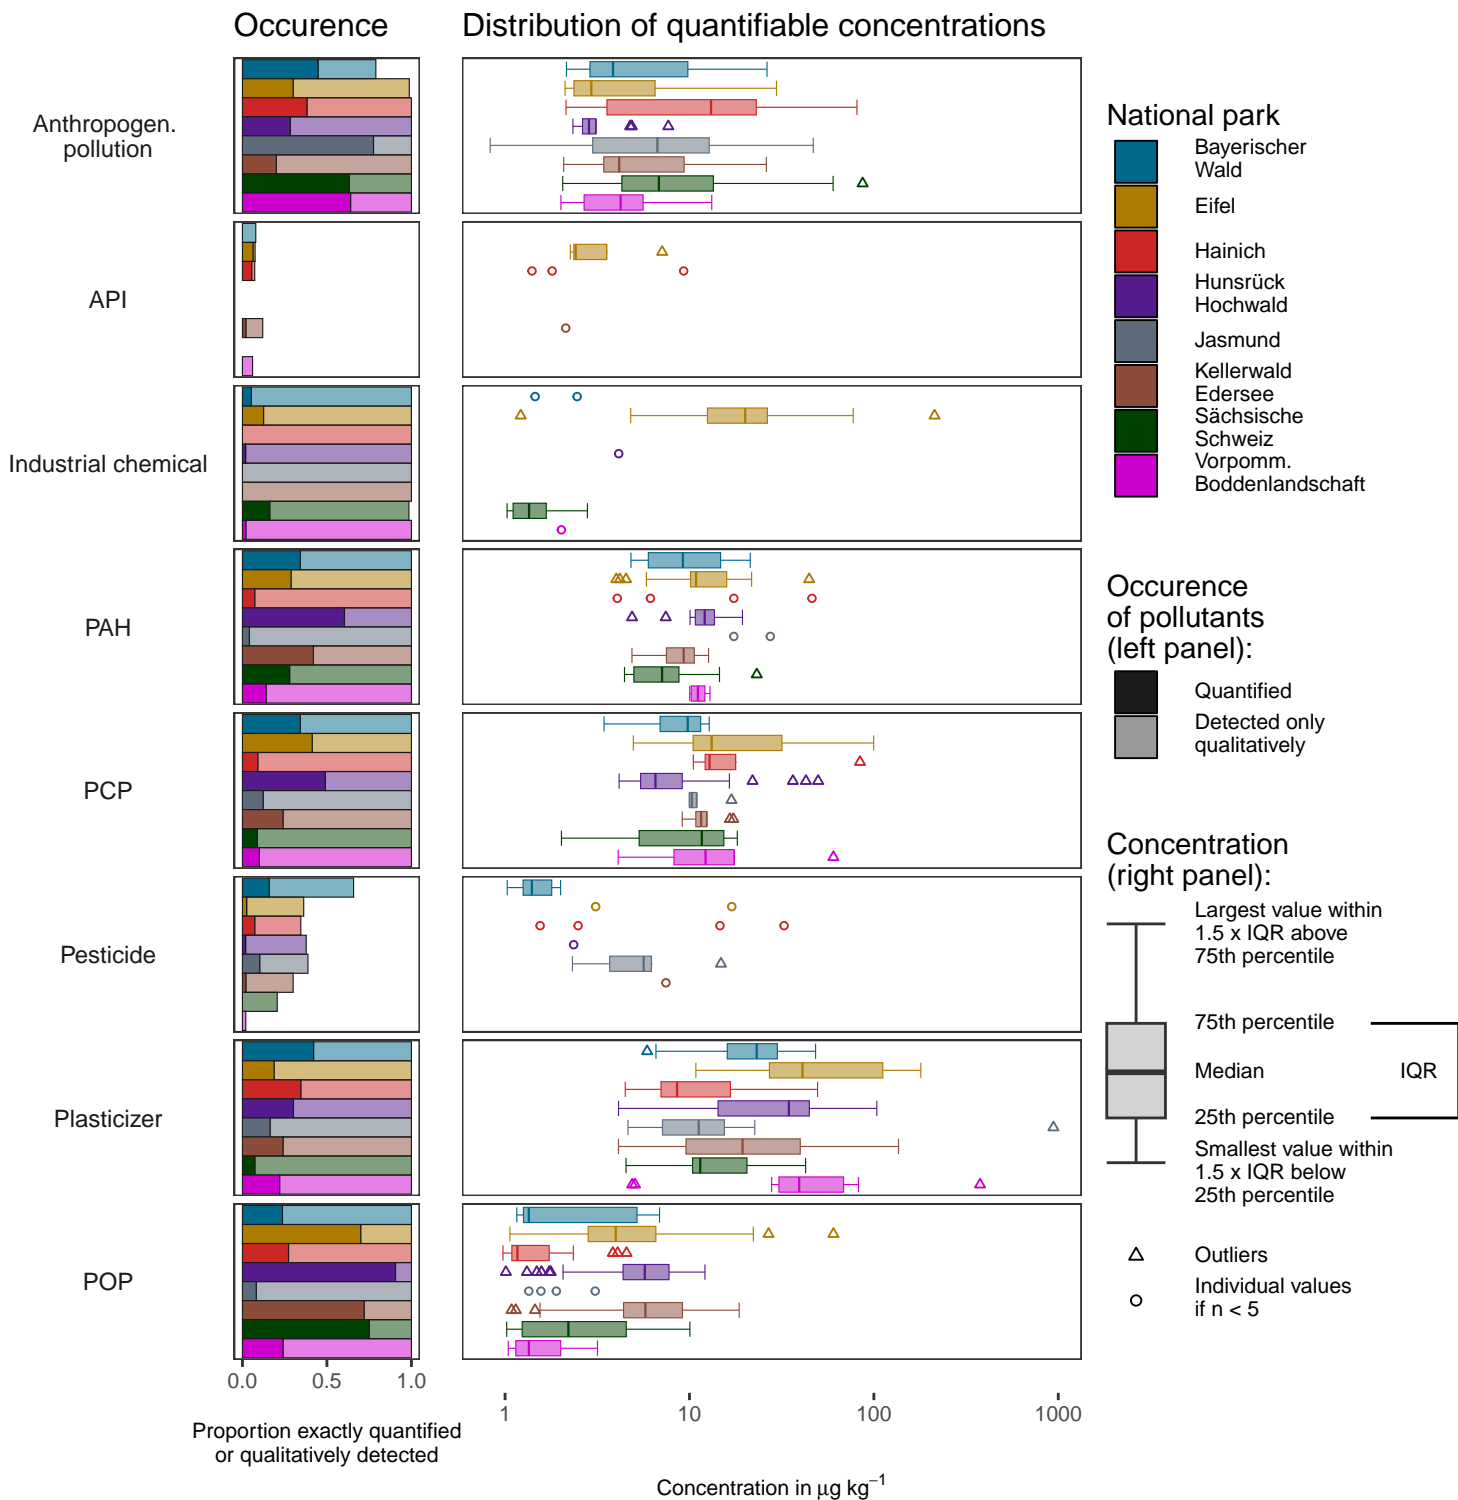 Occurence
Distribution of quantifiable concentrations
Anthropogen.
pollution
API
Industrial chemical
PAH
PCP
Pesticide
Plasticizer
POP
0.0
0.5
1.0
Proportion exactly quantified
or qualitatively detected
1
10
100
1000
Concentration in μg kg⁻¹
National park
Bayerischer
Wald
Eifel
Hainich
Hunsrück
Hochwald
Jasmund
Kellerwald
Edersee
Sächsische
Schweiz
Vorpomm.
Boddenlandschaft
Occurence
of pollutants
(left panel):
Quantified
Detected only
qualitatively
Concentration
(right panel):
Largest value within
1.5 x IQR above
75th percentile
75th percentile
Median
IQR
25th percentile
Smallest value within
1.5 x IQR below
25th percentile
Outliers
Individual values
if n < 5